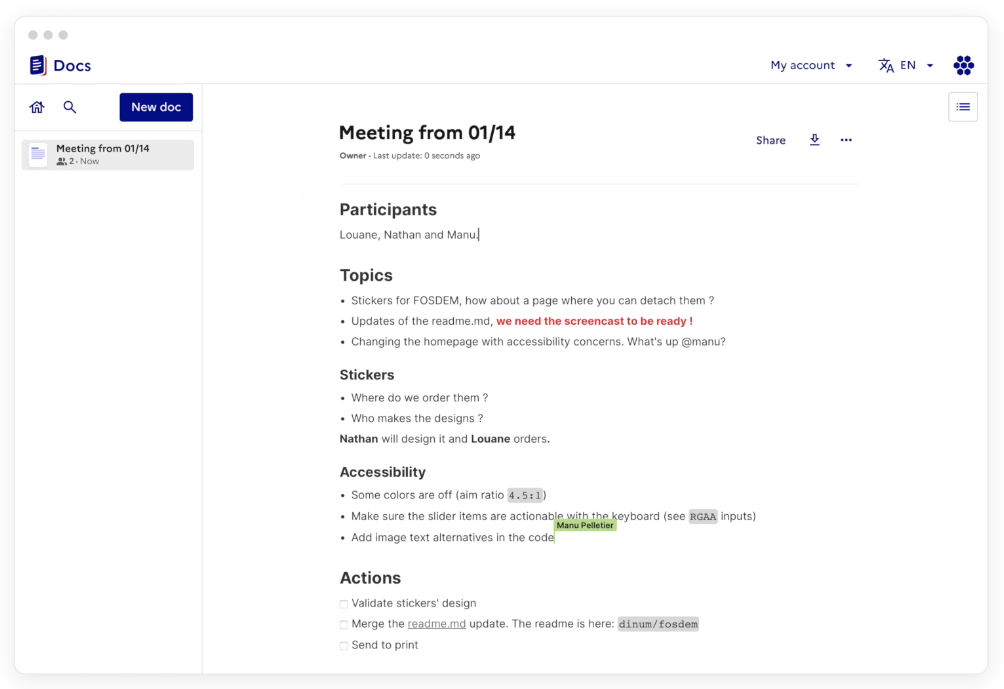 Docs
My account
EN
New doc
Meeting from 01/14
2 · Now
Meeting from 01/14
Owner · Last update: 0 seconds ago
Share
Participants
Louane, Nathan and Manu.
Topics
• Stickers for FOSDEM, how about a page where you can detach them ?
• Updates of the readme.md, we need the screencast to be ready !
• Changing the homepage with accessibility concerns. What's up @manu?
Stickers
• Where do we order them ?
• Who makes the designs ?
Nathan will design it and Louane orders.
Accessibility
• Some colors are off (aim ratio 4.5:1)
• Make sure the slider items are actionable with the keyboard (see RGAA inputs)
Manu Pelletier
• Add image text alternatives in the code
Actions
Validate stickers' design
Merge the readme.md update. The readme is here: dinum/fosdem
Send to print